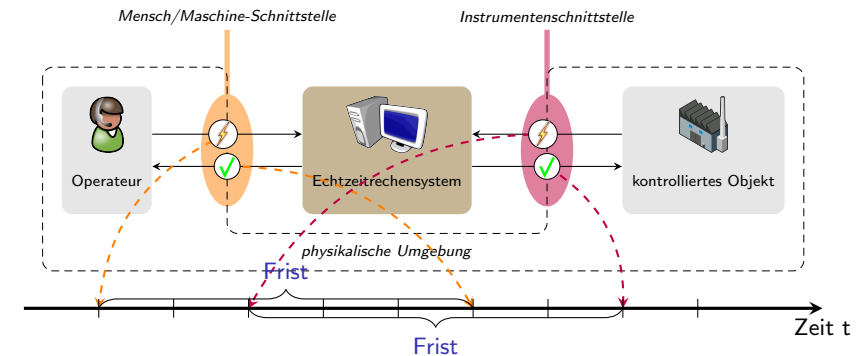 Mensch/Maschine-Schnittstelle
Instrumentenschnittstelle
Operateur
Echtzeitrechensystem
kontrolliertes Objekt
physikalische Umgebung
Frist
Zeit t
Frist